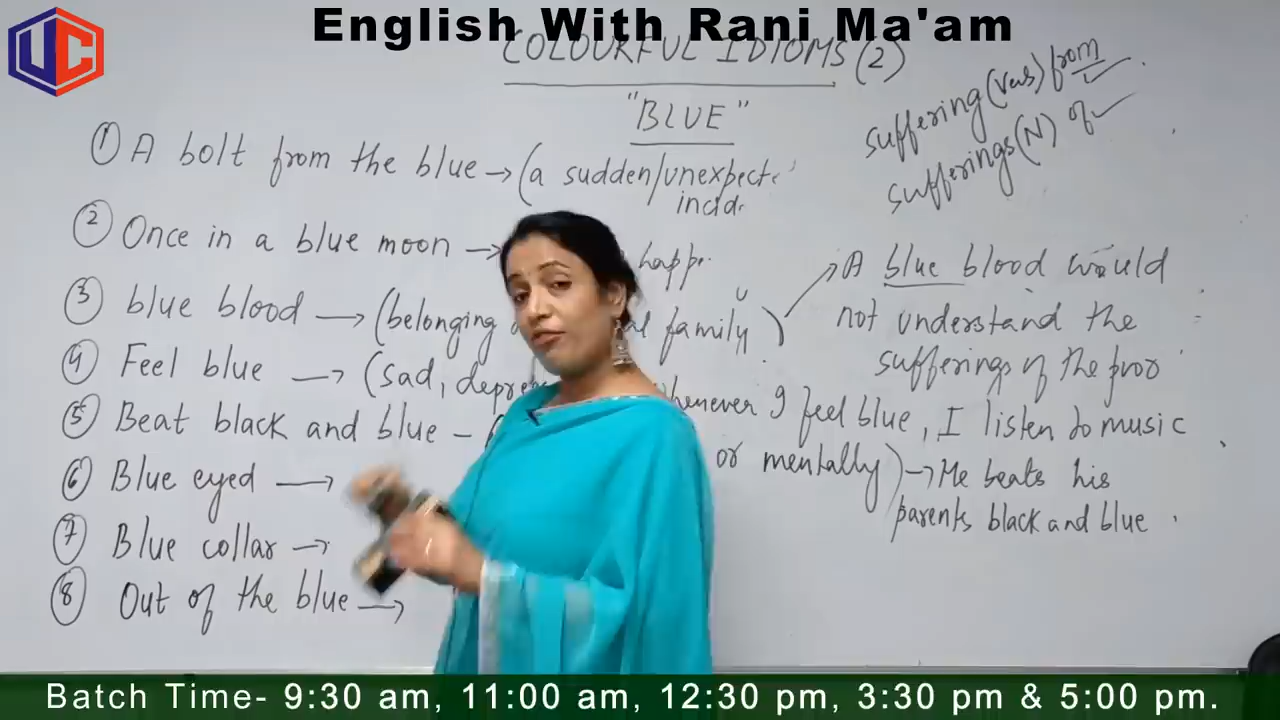 UC
English With Rani Ma'am
COLOURFUL IDIOMS (2)
"BLUE"
suffering (Verb) from
sufferings (N) of
① A bolt from the blue → (a sudden/unexpecte
incid
② Once in a blue moon →
happe
③ blue blood → (belonging family)
A blue blood would
not understand the
sufferings of the poor
④ Feel blue → (sad, depre whenever I feel blue, I listen to music
⑤ Beat black and blue - ( or mentally) → He beats his
parents black and blue
⑥ Blue eyed →
⑦ Blue collar →
⑧ Out of the blue →
Batch Time- 9:30 am, 11:00 am, 12:30 pm, 3:30 pm & 5:00 pm.